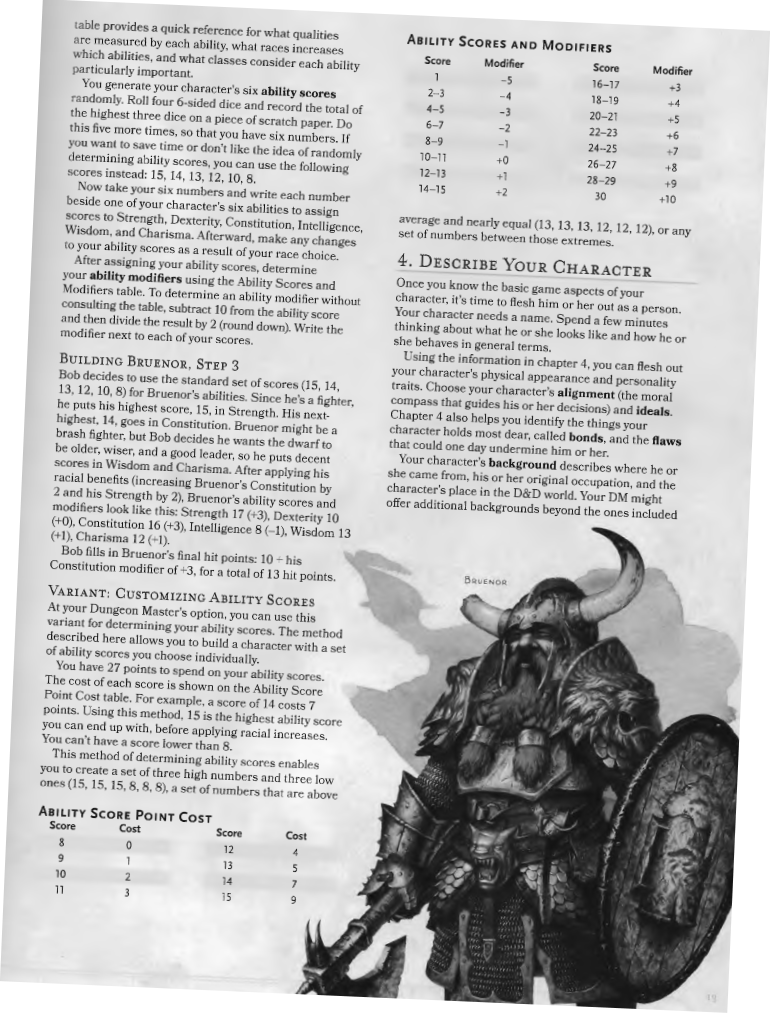 table provides a quick reference for what qualities
are measured by each ability, what races increases
which abilities, and what classes consider each ability
particularly important.
You generate your character's six ability scores
randomly. Roll four 6-sided dice and record the total of
the highest three dice on a piece of scratch paper. Do
this five more times, so that you have six numbers. If
you want to save time or don't like the idea of randomly
determining ability scores, you can use the following
scores instead: 15, 14, 13, 12, 10, 8.
Now take your six numbers and write each number
beside one of your character's six abilities to assign
scores to Strength, Dexterity, Constitution, Intelligence,
Wisdom, and Charisma. Afterward, make any changes
to your ability scores as a result of your race choice.
After assigning your ability scores, determine
your ability modifiers using the Ability Scores and
Modifiers table. To determine an ability modifier without
consulting the table, subtract 10 from the ability score
and then divide the result by 2 (round down). Write the
modifier next to each of your scores.
BUILDING BRUENOR, STEP 3
Bob decides to use the standard set of scores (15, 14,
13, 12, 10, 8) for Bruenor's abilities. Since he's a fighter,
he puts his highest score, 15, in Strength. His next-
highest, 14, goes in Constitution. Bruenor might be a
brash fighter, but Bob decides he wants the dwarf to
be older, wiser, and a good leader, so he puts decent
scores in Wisdom and Charisma. After applying his
racial benefits (increasing Bruenor's Constitution by
2 and his Strength by 2), Bruenor's ability scores and
modifiers look like this: Strength 17 (+3), Dexterity 10
(+0), Constitution 16 (+3), Intelligence 8 (−1), Wisdom 13
(+1), Charisma 12 (+1).
Bob fills in Bruenor's final hit points: 10 + his
Constitution modifier of +3, for a total of 13 hit points.
VARIANT: CUSTOMIZING ABILITY SCORES
At your Dungeon Master's option, you can use this
variant for determining your ability scores. The method
described here allows you to build a character with a set
of ability scores you choose individually.
You have 27 points to spend on your ability scores.
The cost of each score is shown on the Ability Score
Point Cost table. For example, a score of 14 costs 7
points. Using this method, 15 is the highest ability score
you can end up with, before applying racial increases.
You can't have a score lower than 8.
This method of determining ability scores enables
you to create a set of three high numbers and three low
ones (15, 15, 15, 8, 8, 8), a set of numbers that are above
ABILITY SCORE POINT COST
Score Cost Score Cost
8 0 12 4
9 1 13 5
10 2 14 7
11 3 15 9
ABILITY SCORES AND MODIFIERS
Score Modifier Score Modifier
1 −5 16–17 +3
2–3 −4 18–19 +4
4–5 −3 20–21 +5
6–7 −2 22–23 +6
8–9 −1 24–25 +7
10–11 +0 26–27 +8
12–13 +1 28–29 +9
14–15 +2 30 +10
average and nearly equal (13, 13, 13, 12, 12, 12), or any
set of numbers between those extremes.
4. DESCRIBE YOUR CHARACTER
Once you know the basic game aspects of your
character, it's time to flesh him or her out as a person.
Your character needs a name. Spend a few minutes
thinking about what he or she looks like and how he or
she behaves in general terms.
Using the information in chapter 4, you can flesh out
your character's physical appearance and personality
traits. Choose your character's alignment (the moral
compass that guides his or her decisions) and ideals.
Chapter 4 also helps you identify the things your
character holds most dear, called bonds, and the flaws
that could one day undermine him or her.
Your character's background describes where he or
she came from, his or her original occupation, and the
character's place in the D&D world. Your DM might
offer additional backgrounds beyond the ones included
BRUENOR